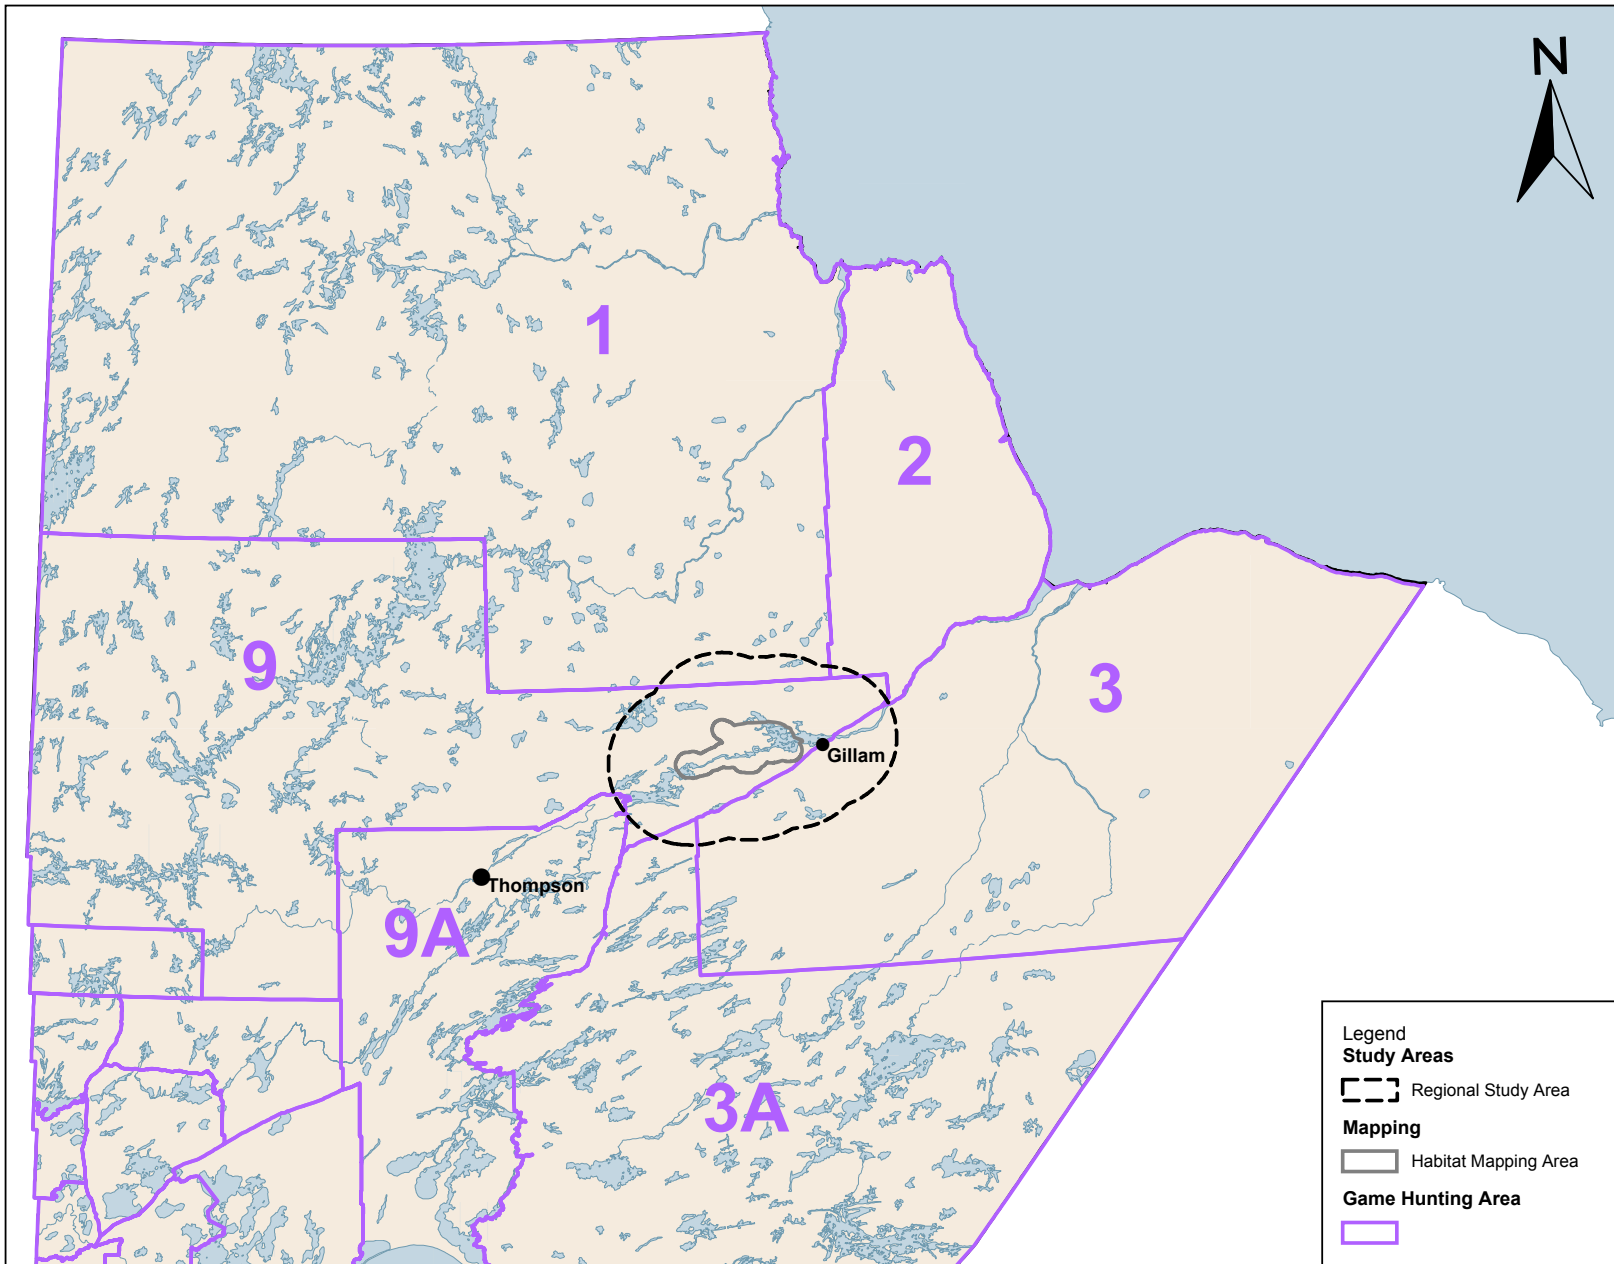 N
1
2
9
3
Gillam
Thompson
9A
3A
Legend
Study Areas
Regional Study Area
Mapping
Habitat Mapping Area
Game Hunting Area